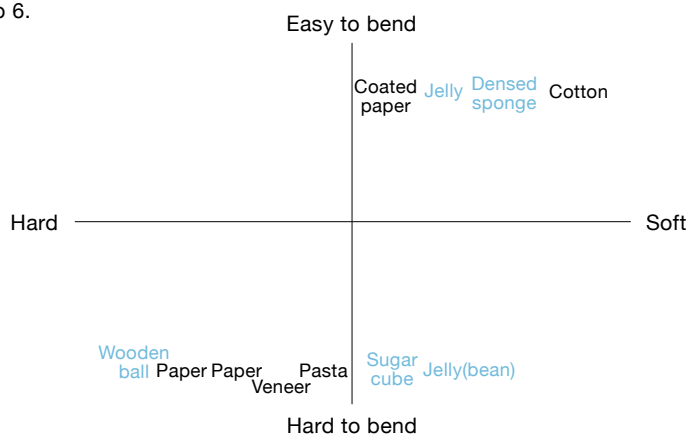 6.
Easy to bend
Coated
paper
Jelly
Densed
sponge
Cotton
Hard
Soft
Wooden
ball
Paper Paper
Veneer
Pasta
Sugar
cube
Jelly(bean)
Hard to bend